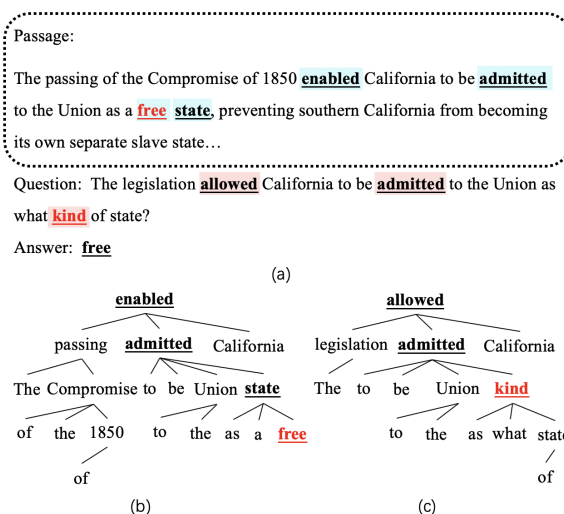 Passage:
The passing of the Compromise of 1850 enabled California to be admitted
to the Union as a free state, preventing southern California from becoming
its own separate slave state…
Question: The legislation allowed California to be admitted to the Union as
what kind of state?
Answer: free
(a)
enabled
allowed
passing admitted California
legislation admitted California
The Compromise to be Union state
The to be Union kind
of the 1850 to the as a free
to the as what state
of
of
(b)
(c)